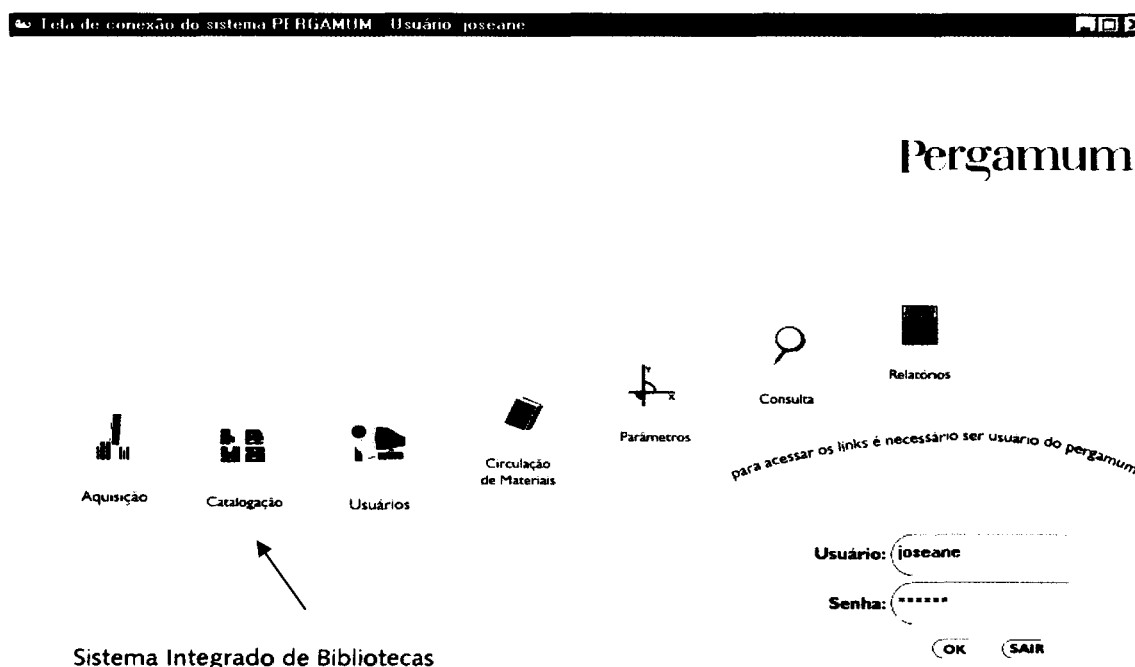 Tela de conexão do sistema PERGAMUM - Usuário: joseane
Pergamum
Relatórios
Consulta
Parâmetros
Circulação
de Materiais
Aquisição
Catalogação
Usuários
para acessar os links é necessário ser usuario do pergamum
Usuário: joseane
Senha: ******
OK SAIR
Sistema Integrado de Bibliotecas